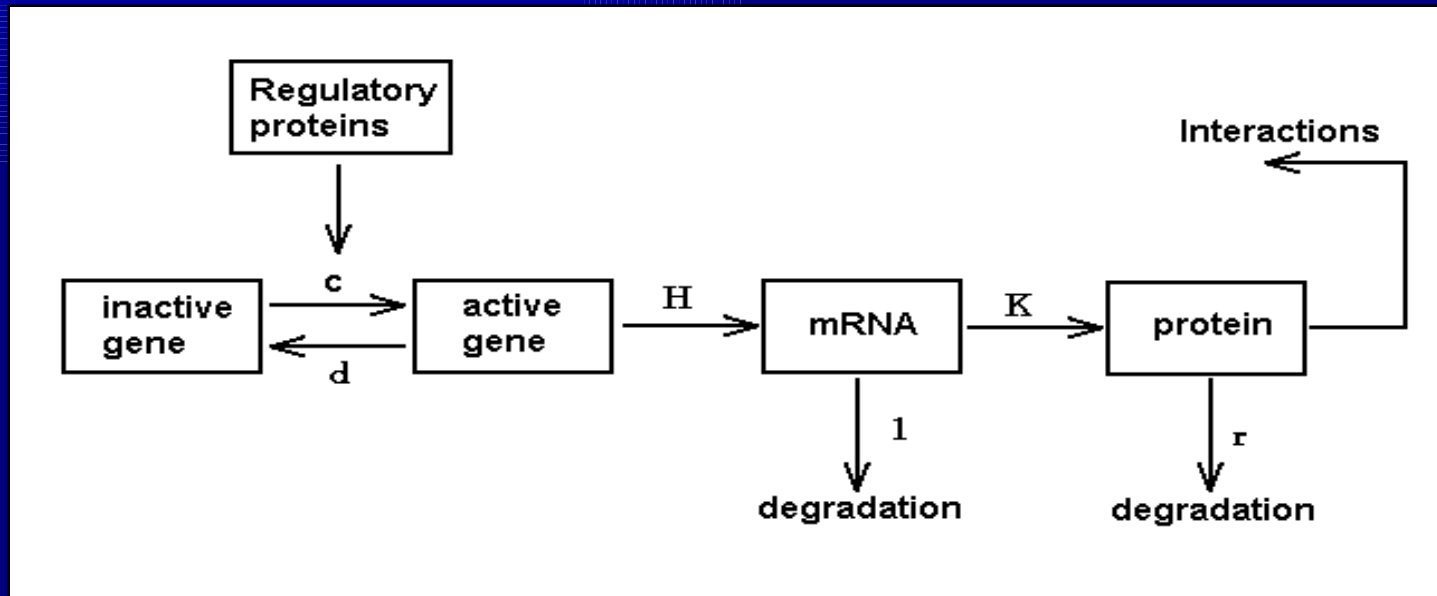 Regulatory
proteins
Interactions
inactive
gene
c
d
active
gene
H
mRNA
K
protein
1
r
degradation
degradation